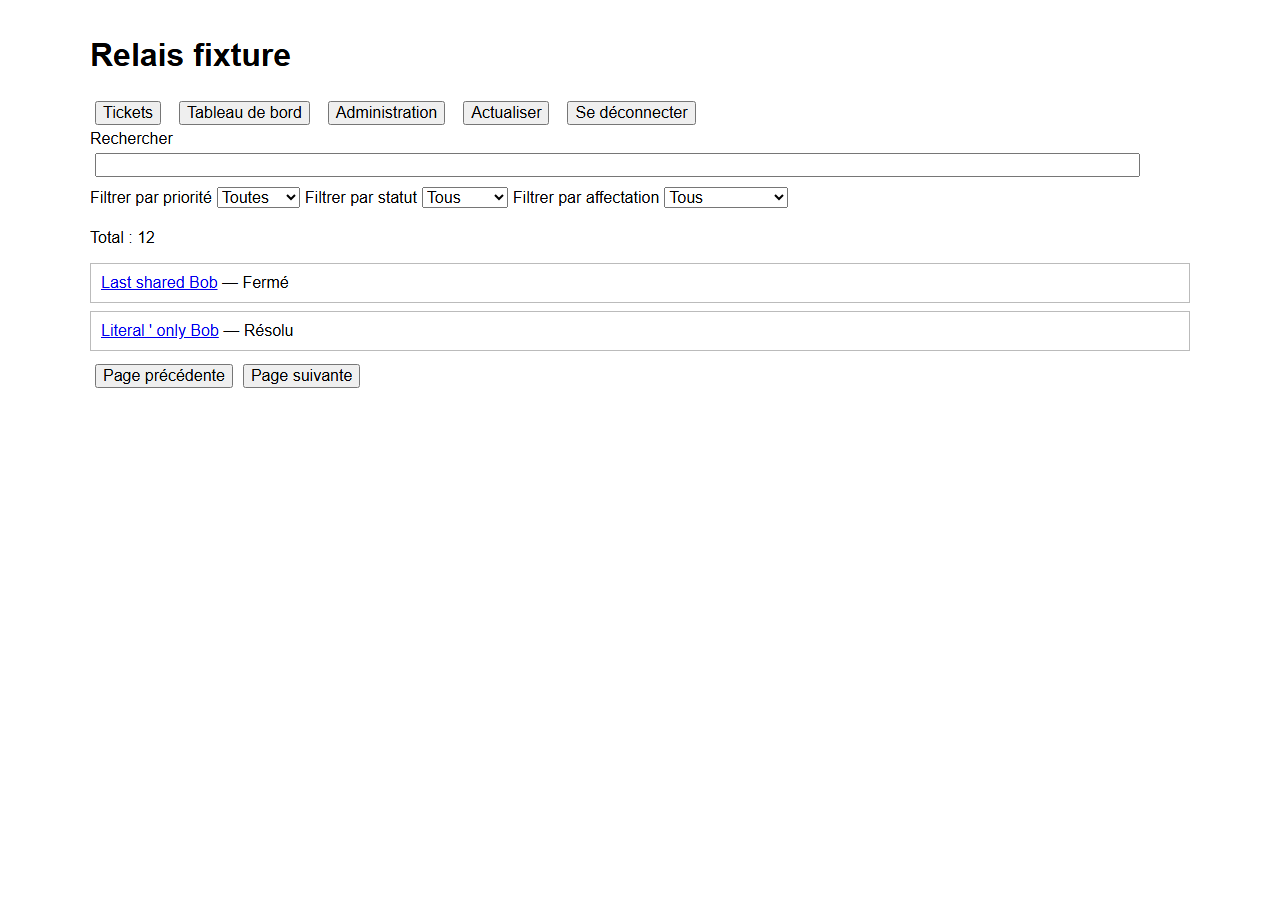 Relais fixture
Tickets Tableau de bord Administration Actualiser Se déconnecter
Rechercher
Filtrer par priorité Toutes Filtrer par statut Tous Filtrer par affectation Tous
Total : 12
Last shared Bob — Fermé
Literal ' only Bob — Résolu
Page précédente Page suivante